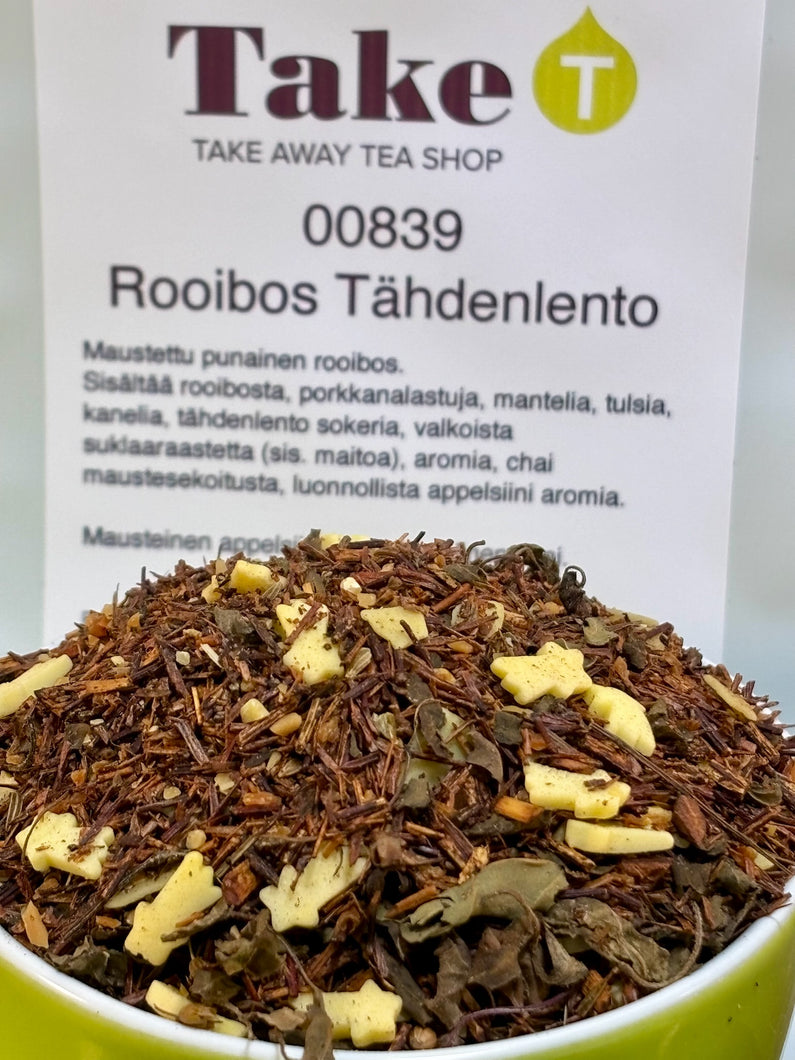 Take T
TAKE AWAY TEA SHOP
00839
Rooibos Tähdenlento
Maustettu punainen rooibos.
Sisältää rooibosta, porkkanalastuja, mantelia, tulsia,
kanelia, tähdenlento sokeria, valkoista
suklaaraastetta (sis. maitoa), aromia, chai
maustesekoitusta, luonnollista appelsiini aromia.
Mausteinen